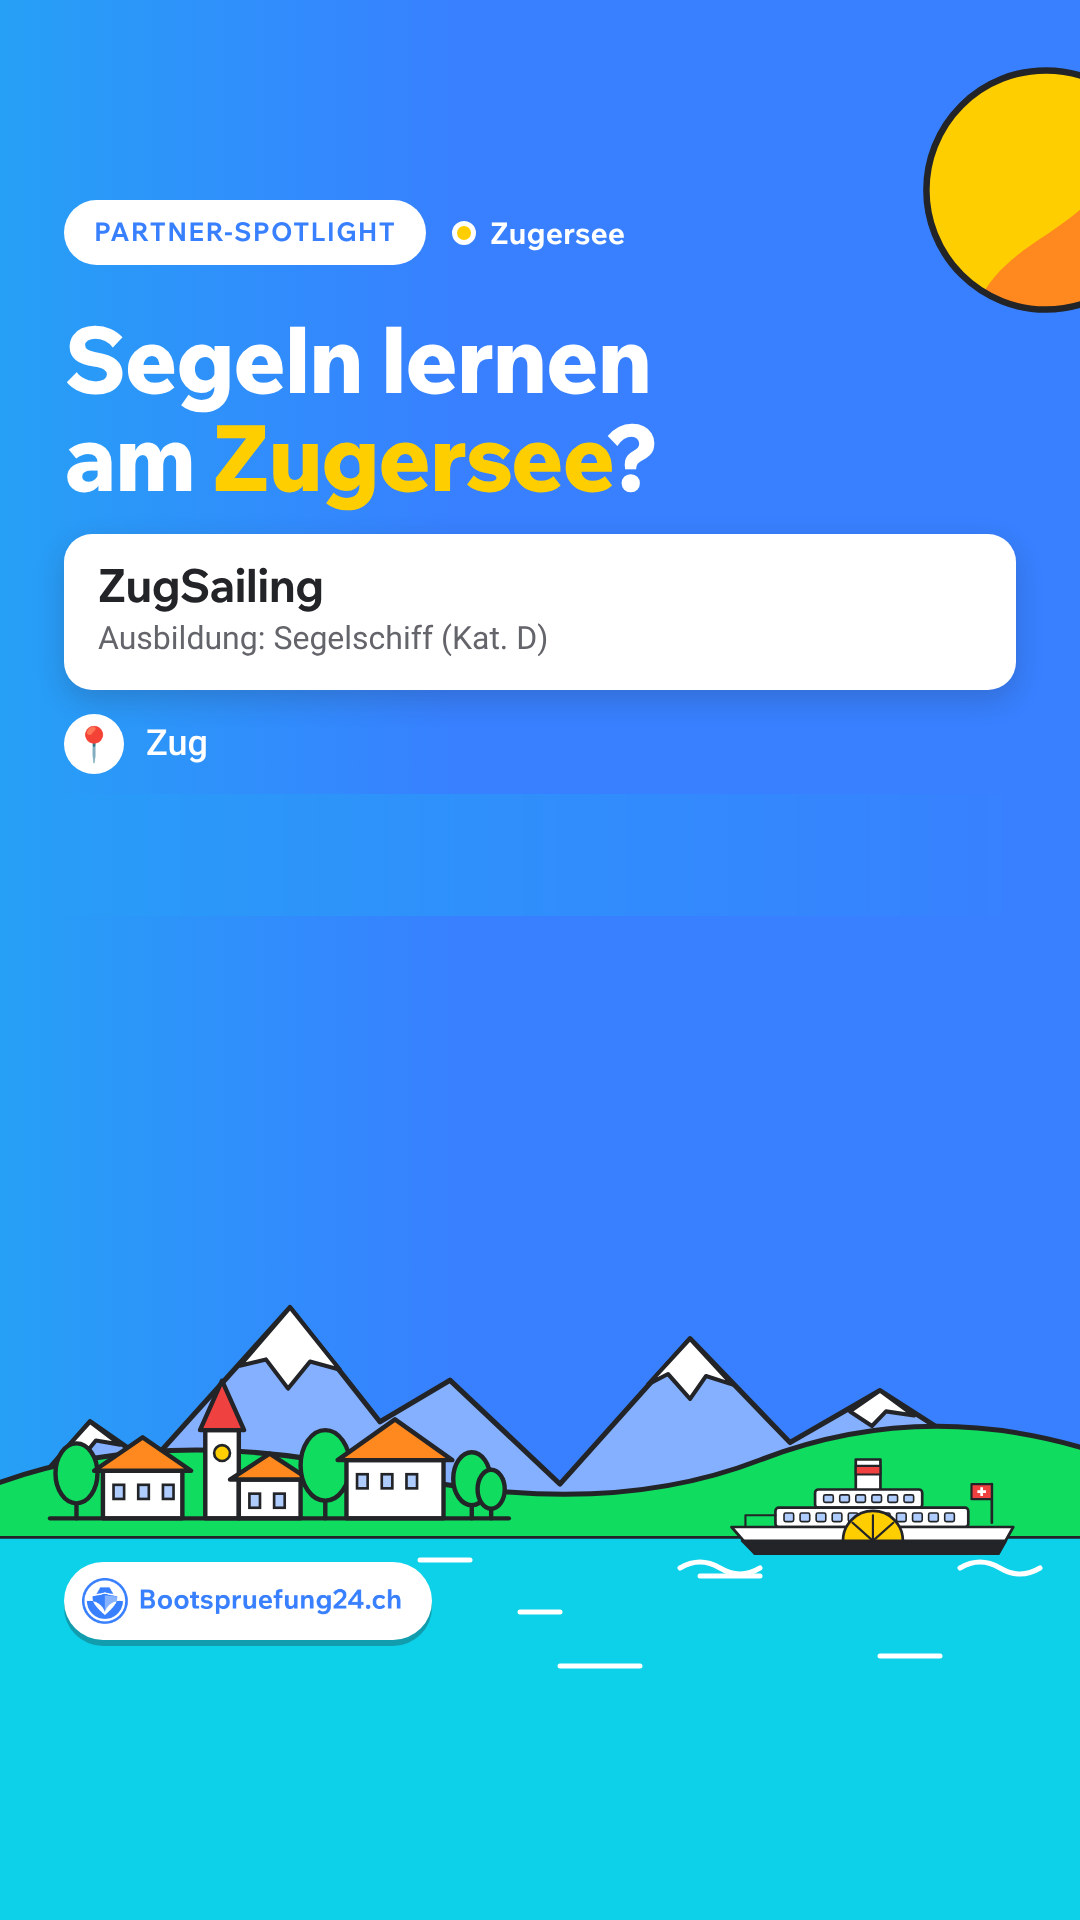 PARTNER-SPOTLIGHT
Zugersee
Segeln lernen
am Zugersee?
ZugSailing
Ausbildung: Segelschiff (Kat. D)
Zug
Bootspruefung24.ch